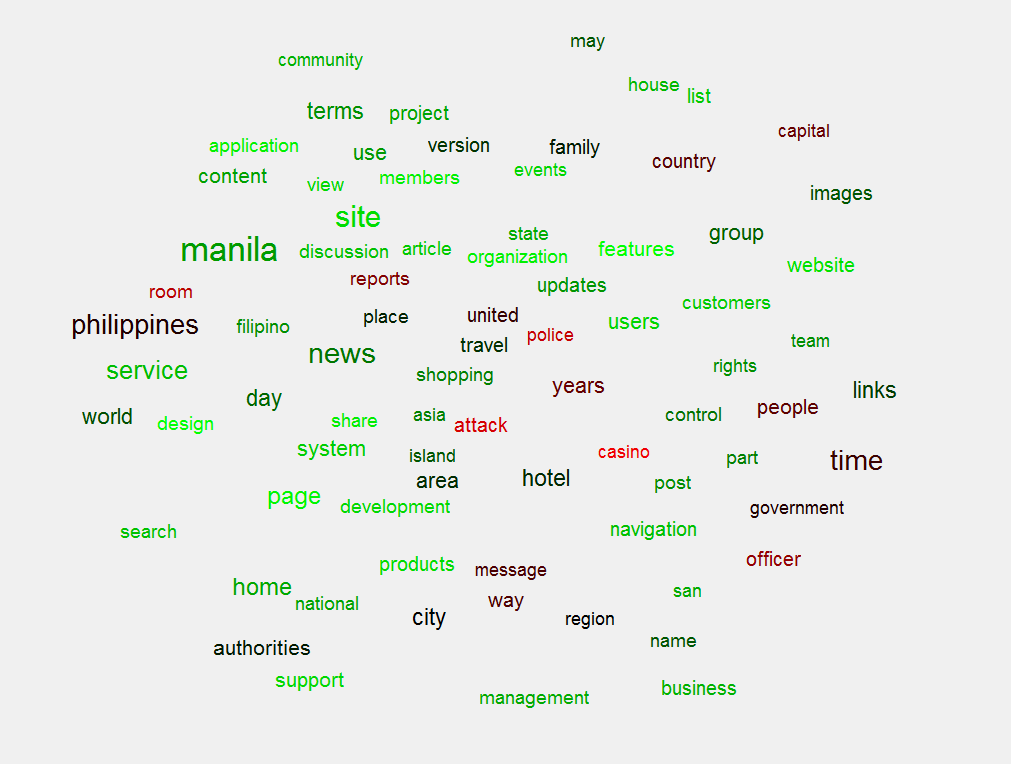 may
community
house
list
terms
project
capital
application
use
version
family
country
content
view
members
events
images
site
manila
discussion
article
state
organization
features
group
website
room
reports
updates
customers
philippines
filipino
place
united
police
users
team
news
travel
service
shopping
years
rights
links
day
world
design
share
asia
attack
control
people
system
island
casino
part
time
area
hotel
post
page
development
government
search
navigation
products
message
officer
home
national
way
san
city
region
authorities
name
support
management
business